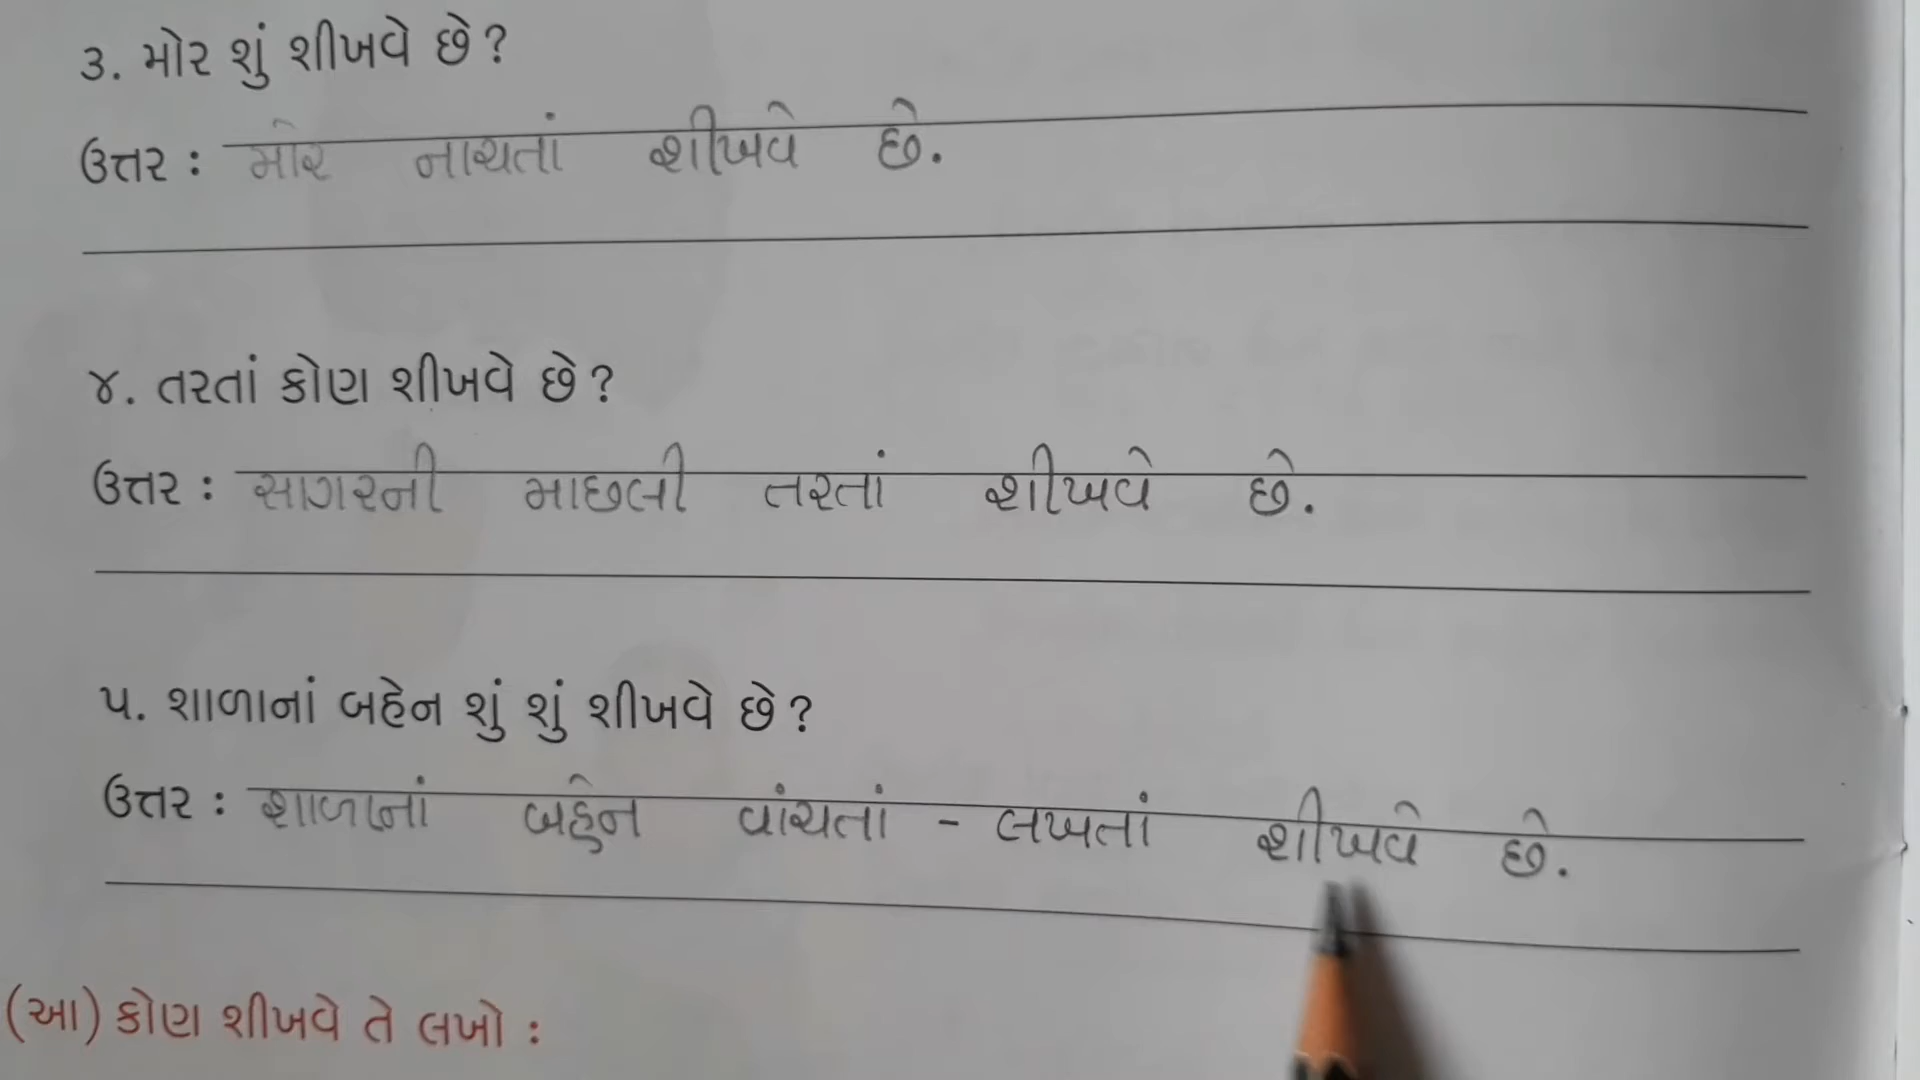 ૩. મોર શું શીખવે છે?
ઉત્તર : મોર નાચતાં શીખવે છે.
૪. તરતાં કોણ શીખવે છે?
ઉત્તર : સાગરની માછલી તરતાં શીખવે છે.
૫. શાળાનાં બહેન શું શું શીખવે છે?
ઉત્તર : શાળાનાં બહેન વાંચતાં - લખતાં શીખવે છે.
(આ) કોણ શીખવે તે લખો :